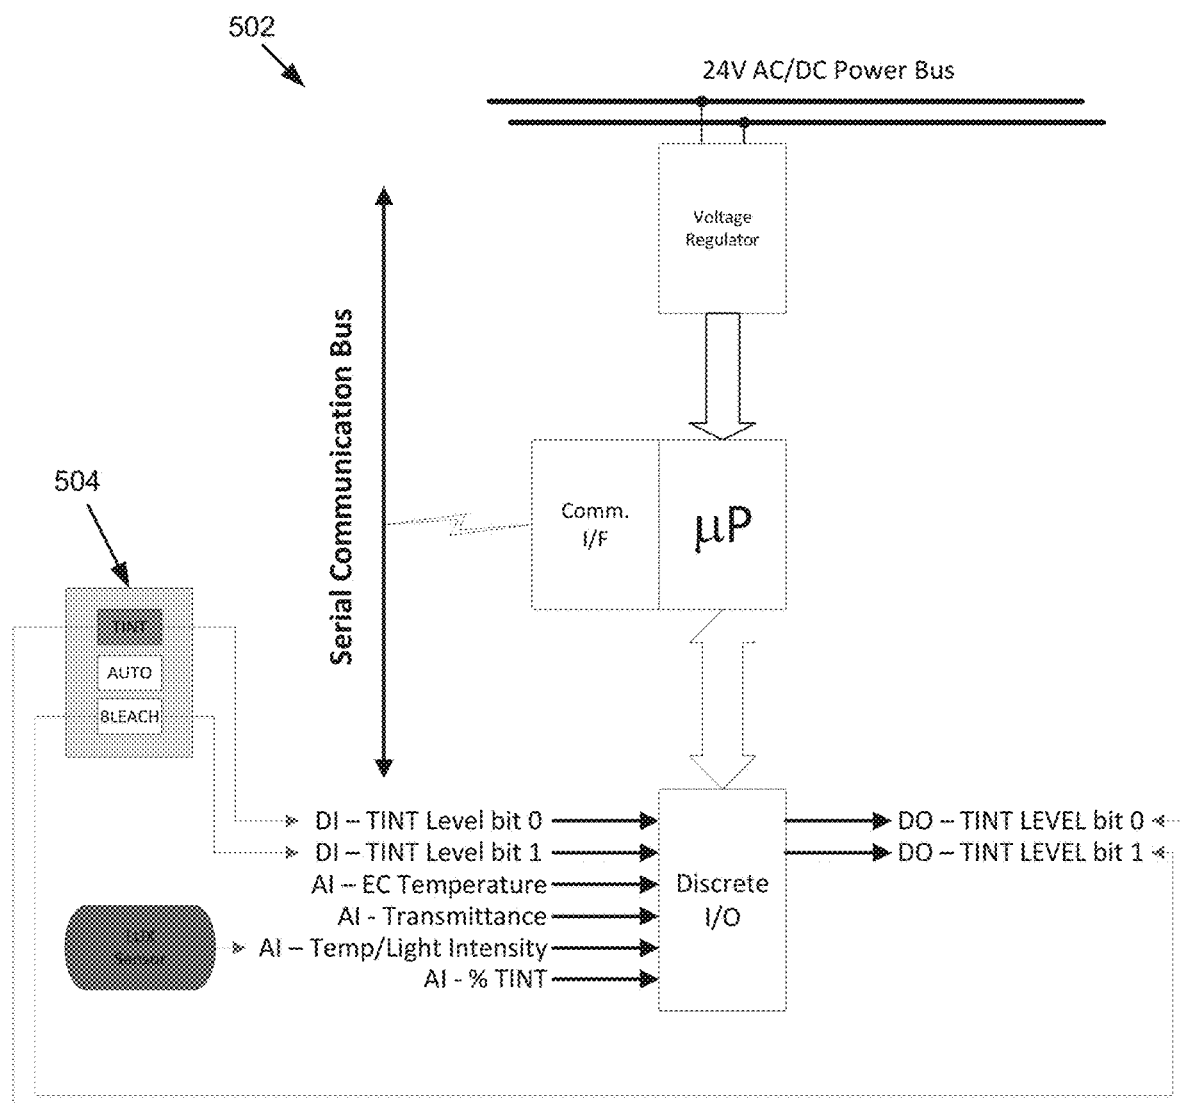 502
24V AC/DC Power Bus
Voltage
Regulator
Serial Communication Bus
Comm.
I/F
µP
504
TINT
AUTO
BLEACH
DI – TINT Level bit 0
DI – TINT Level bit 1
AI – EC Temperature
AI - Transmittance
AI – Temp/Light Intensity
AI - % TINT
Discrete
I/O
DO – TINT LEVEL bit 0
DO – TINT LEVEL bit 1
Sensor